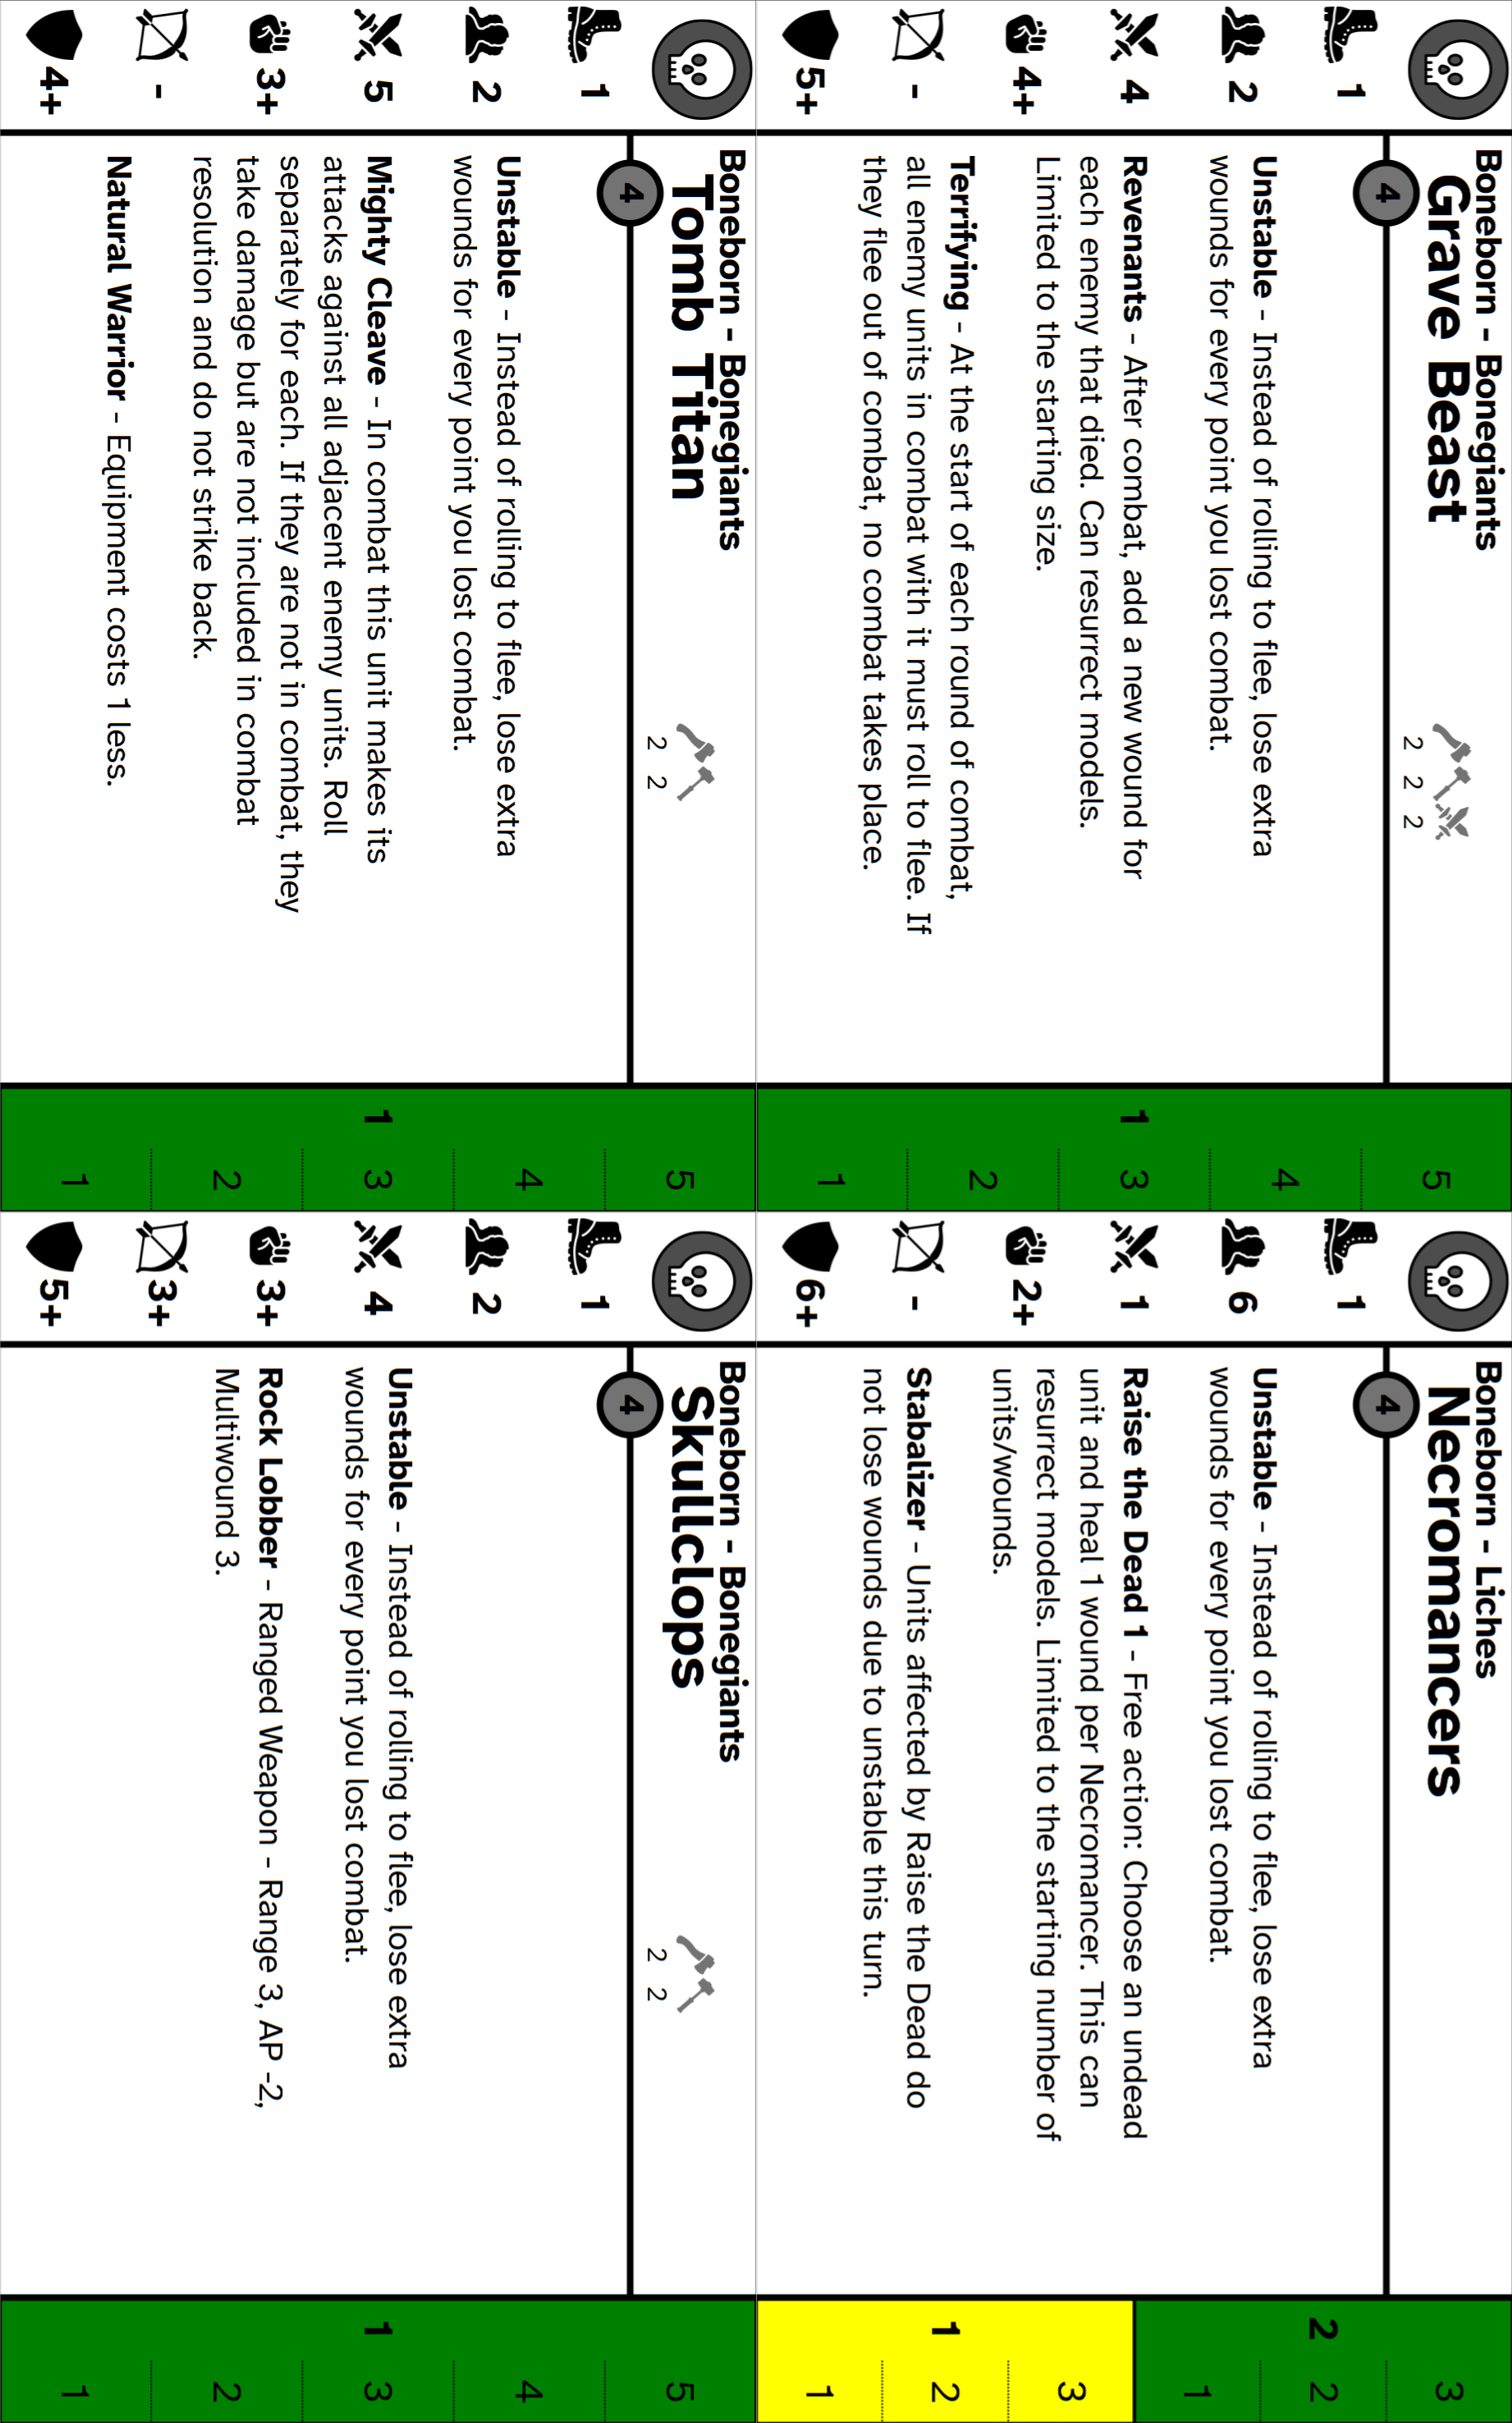 Boneborn - Bonegiants
Grave Beast
2 2 2
4
1
2
4
4+
-
5+
Unstable - Instead of rolling to flee, lose extra
wounds for every point you lost combat.
Revenants - After combat, add a new wound for
each enemy that died. Can resurrect models.
Limited to the starting size.
Terrifying - At the start of each round of combat,
all enemy units in combat with it must roll to flee. If
they flee out of combat, no combat takes place.
5
4
1
3
2
1
Boneborn - Liches
Necromancers
4
1
6
1
2+
-
6+
Unstable - Instead of rolling to flee, lose extra
wounds for every point you lost combat.
Raise the Dead 1 - Free action: Choose an undead
unit and heal 1 wound per Necromancer. This can
resurrect models. Limited to the starting number of
units/wounds.
Stabalizer - Units affected by Raise the Dead do
not lose wounds due to unstable this turn.
3
2
2
1
3
1
2
1
Boneborn - Bonegiants
Tomb Titan
2 2
4
1
2
5
3+
-
4+
Unstable - Instead of rolling to flee, lose extra
wounds for every point you lost combat.
Mighty Cleave - In combat this unit makes its
attacks against all adjacent enemy units. Roll
separately for each. If they are not in combat, they
take damage but are not included in combat
resolution and do not strike back.
Natural Warrior - Equipment costs 1 less.
5
4
1
3
2
1
Boneborn - Bonegiants
Skullclops
2 2
4
1
2
4
3+
3+
5+
Unstable - Instead of rolling to flee, lose extra
wounds for every point you lost combat.
Rock Lobber - Ranged Weapon - Range 3, AP -2,
Multiwound 3.
5
4
1
3
2
1